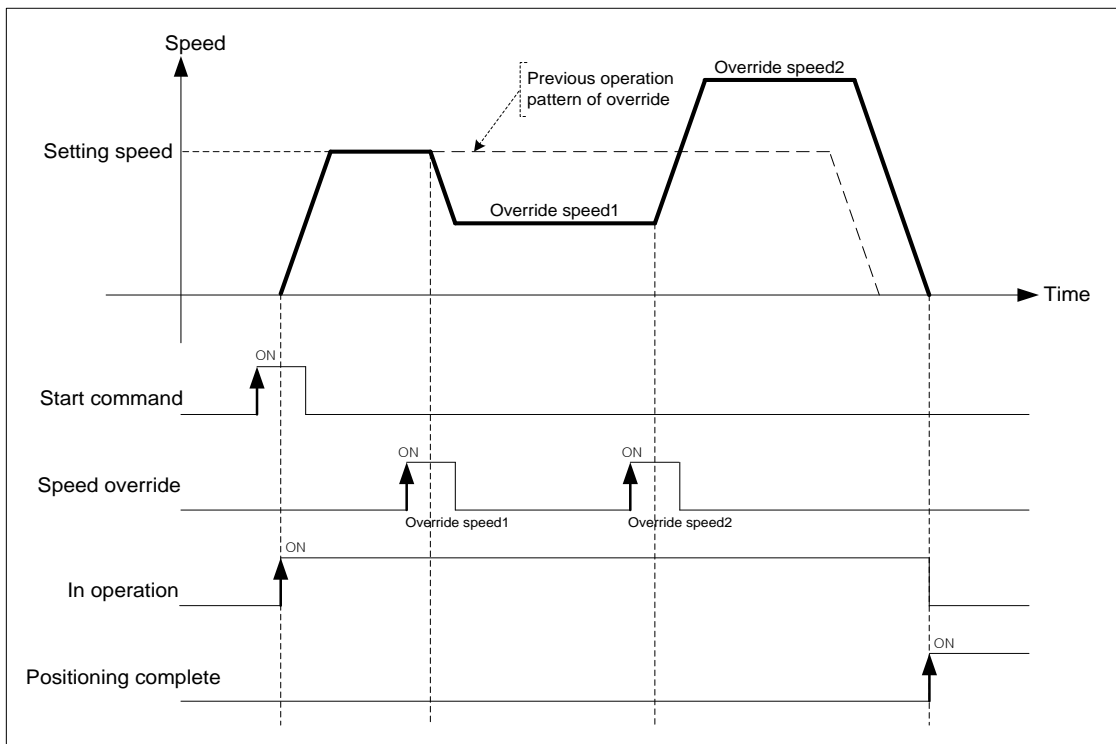 Speed
Override speed2
Previous operation
pattern of override
Setting speed
Override speed1
Time
ON
Start command
ON
ON
Speed override
Override speed1
Override speed2
ON
In operation
ON
Positioning complete